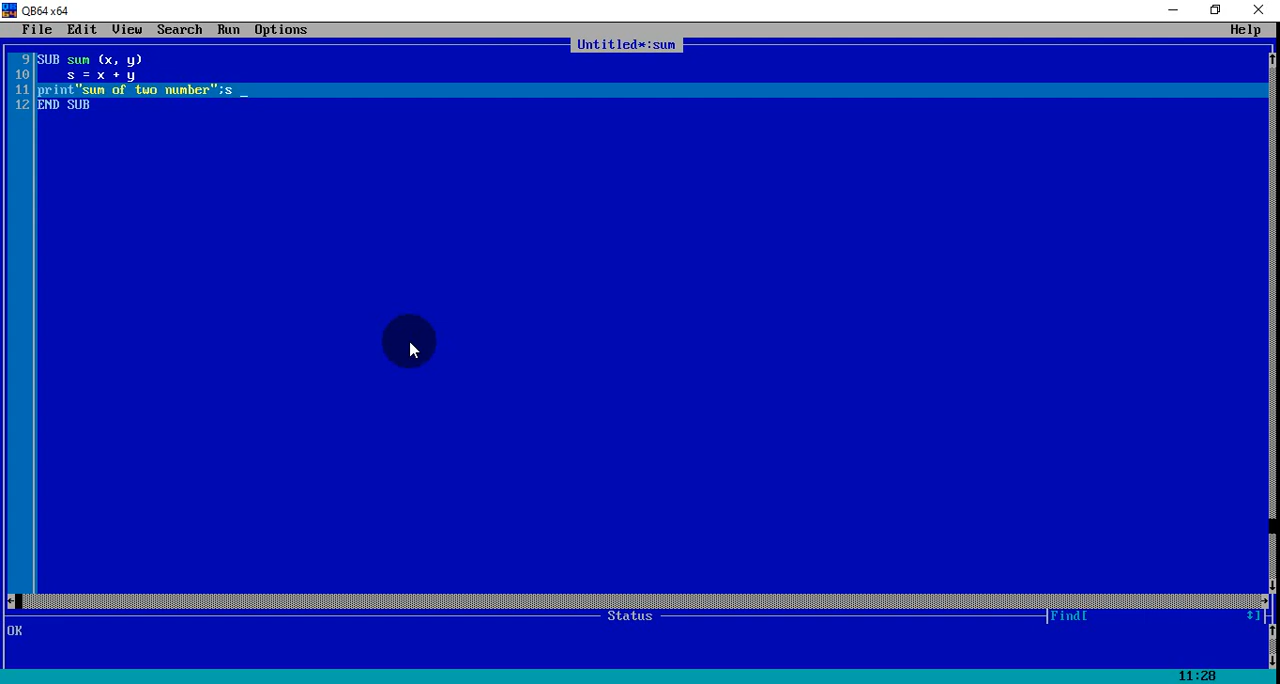 QB64 x64
File Edit View Search Run Options Help
Untitled*:sum
9 SUB sum (x, y)
10 s = x + y
11 print"sum of two number";s _
12 END SUB
Status
Find[ ↕]
OK
11:28